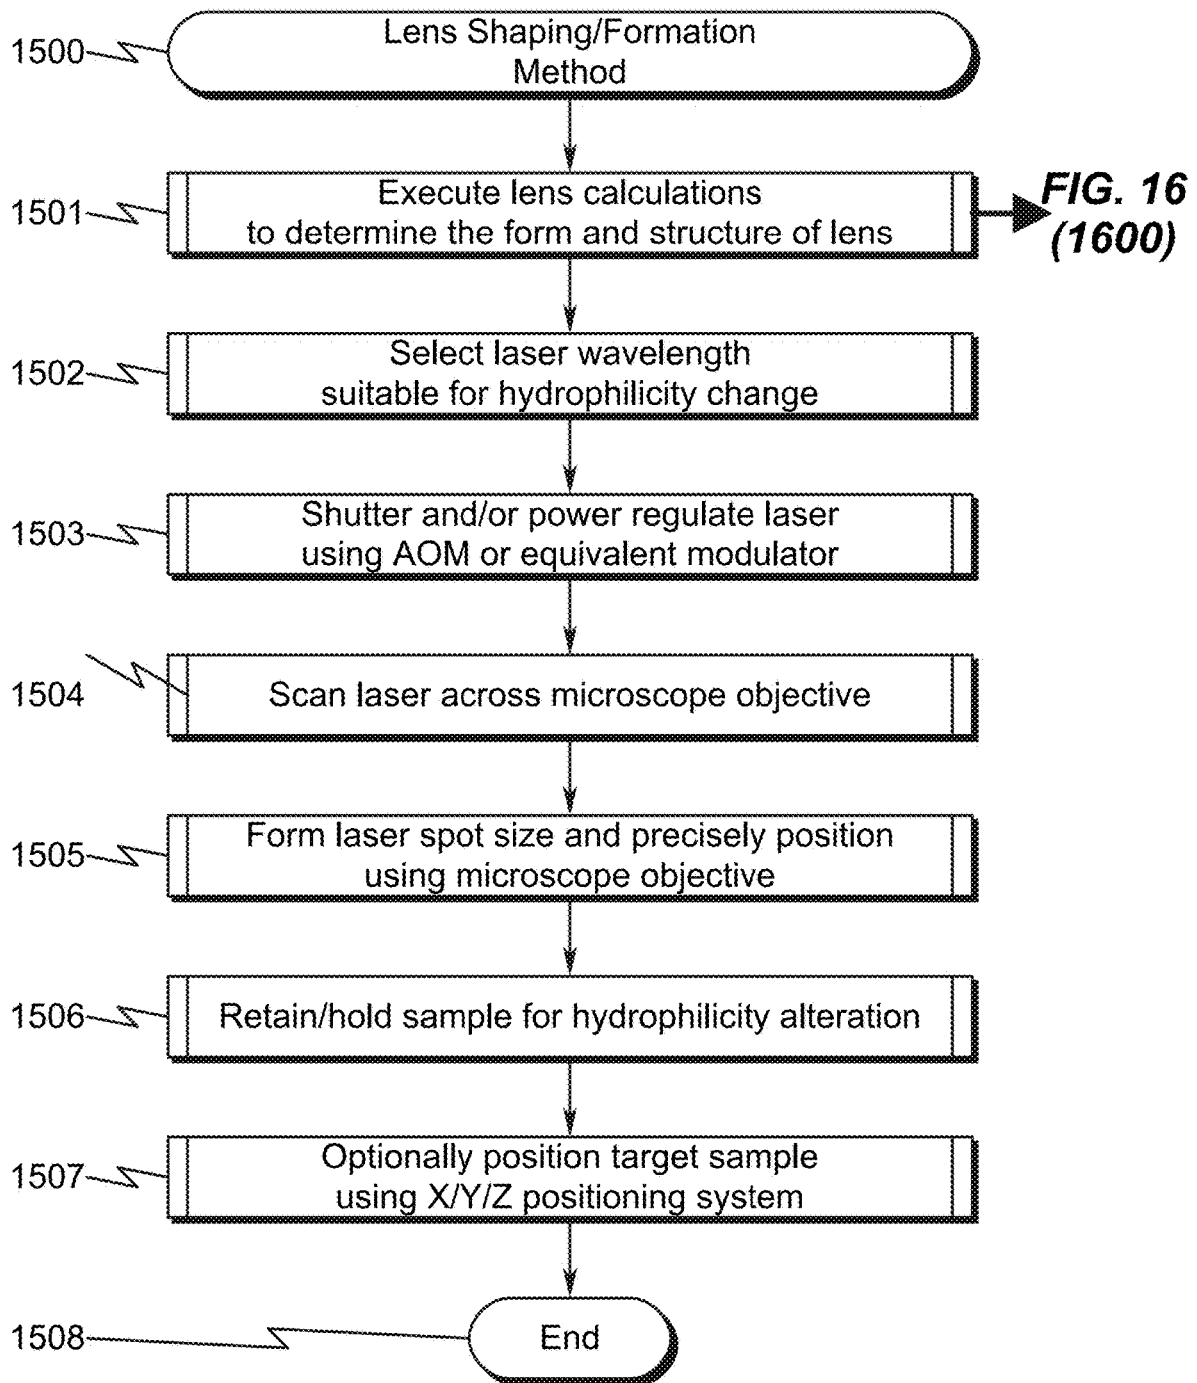 1500
Lens Shaping/Formation
Method
1501
Execute lens calculations
to determine the form and structure of lens
FIG. 16
(1600)
1502
Select laser wavelength
suitable for hydrophilicity change
1503
Shutter and/or power regulate laser
using AOM or equivalent modulator
1504
Scan laser across microscope objective
1505
Form laser spot size and precisely position
using microscope objective
1506
Retain/hold sample for hydrophilicity alteration
1507
Optionally position target sample
using X/Y/Z positioning system
1508
End